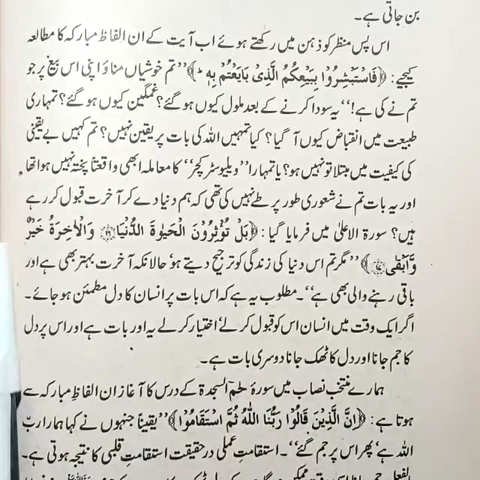 بن جاتی ہے۔
اس پس منظر کو ذہن میں رکھتے ہوئے اب آیت کے ان الفاظ مبارکہ کا مطالعہ
کیجیے: ﴿فَاسْتَبْشِرُوْا بِبَيْعِكُمُ الَّذِيْ بَايَعْتُمْ بِهٖ ؕ﴾ ’’تم خوشیاں مناؤ اپنی اس بیع پر جو
تم نے کی ہے!‘‘ یہ سودا کرنے کے بعد ملول کیوں ہو گئے؟ غمگین کیوں ہو گئے؟ تمہاری
طبیعت میں انقباض کیوں آ گیا؟ کیا تمہیں اللہ کی بات پر یقین نہیں؟ تم کہیں بے یقینی
کی کیفیت میں مبتلا تو نہیں ہو؟ یا تمہارا ’’ویلیو سٹرکچر‘‘ کا معاملہ ابھی واقعتاً پختہ نہیں ہوا تھا
اور یہ بات تم نے شعوری طور پر طے نہیں کی تھی کہ ہم دنیا دے کر آخرت قبول کر رہے
ہیں؟ سورۃ الاعلیٰ میں فرمایا گیا: ﴿بَلْ تُؤْثِرُوْنَ الْحَيٰوةَ الدُّنْيَا ۝۱۶ وَالْاٰخِرَةُ خَيْرٌ
وَّاَبْقٰى ۝۱۷﴾ ’’مگر تم اس دنیا کی زندگی کو ترجیح دیتے ہو حالانکہ آخرت بہتر بھی ہے اور
باقی رہنے والی بھی ہے‘‘۔ مطلوب یہ ہے کہ اس بات پر انسان کا دل مطمئن ہو جائے۔
اگر ایک وقت میں انسان اس کو قبول کر لے‘ اختیار کر لے یہ اور بات ہے اور اس پر دل
کا جم جانا اور دل کا ٹھک جانا دوسری بات ہے۔
ہمارے منتخب نصاب میں سورۂ حٰمٓ السجدۃ کے درس کا آغاز ان الفاظ مبارکہ سے
ہوتا ہے: ﴿اِنَّ الَّذِيْنَ قَالُوْا رَبُّنَا اللّٰهُ ثُمَّ اسْتَقَامُوْا﴾ ’’یقیناً جنہوں نے کہا ہمارا ربّ
اللہ ہے‘ پھر اس پر جم گئے‘‘۔ استقامتِ عملی درحقیقت استقامتِ قلبی کا نتیجہ ہوتی ہے۔